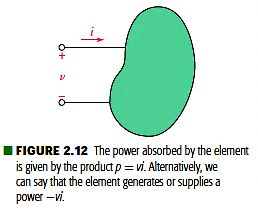 i
+
v
–
■ FIGURE 2.12 The power absorbed by the element
is given by the product p = vi. Alternatively, we
can say that the element generates or supplies a
power –vi.